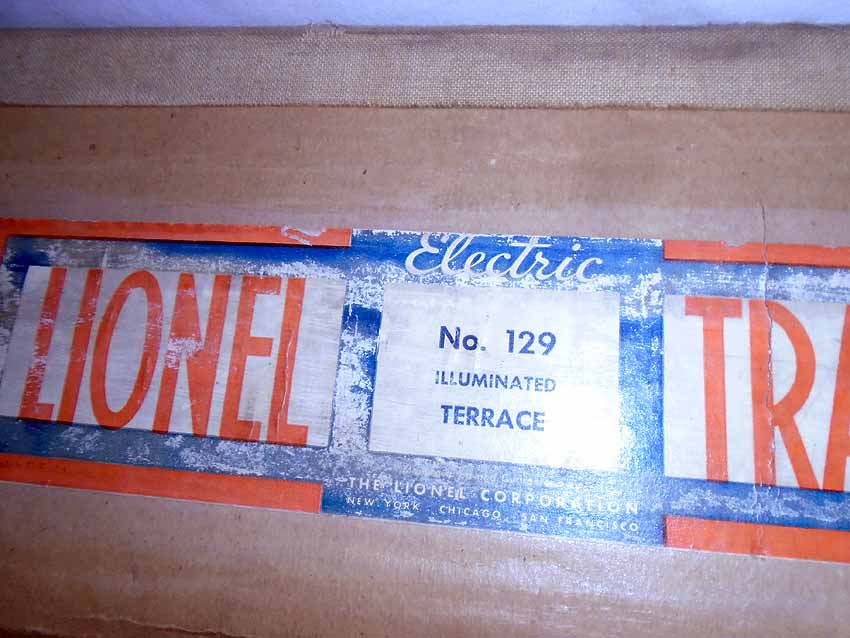 Electric
LIONEL
TRA
No. 129
ILLUMINATED
TERRACE
THE LIONEL CORPORATION
NEW YORK CHICAGO SAN FRANCISCO